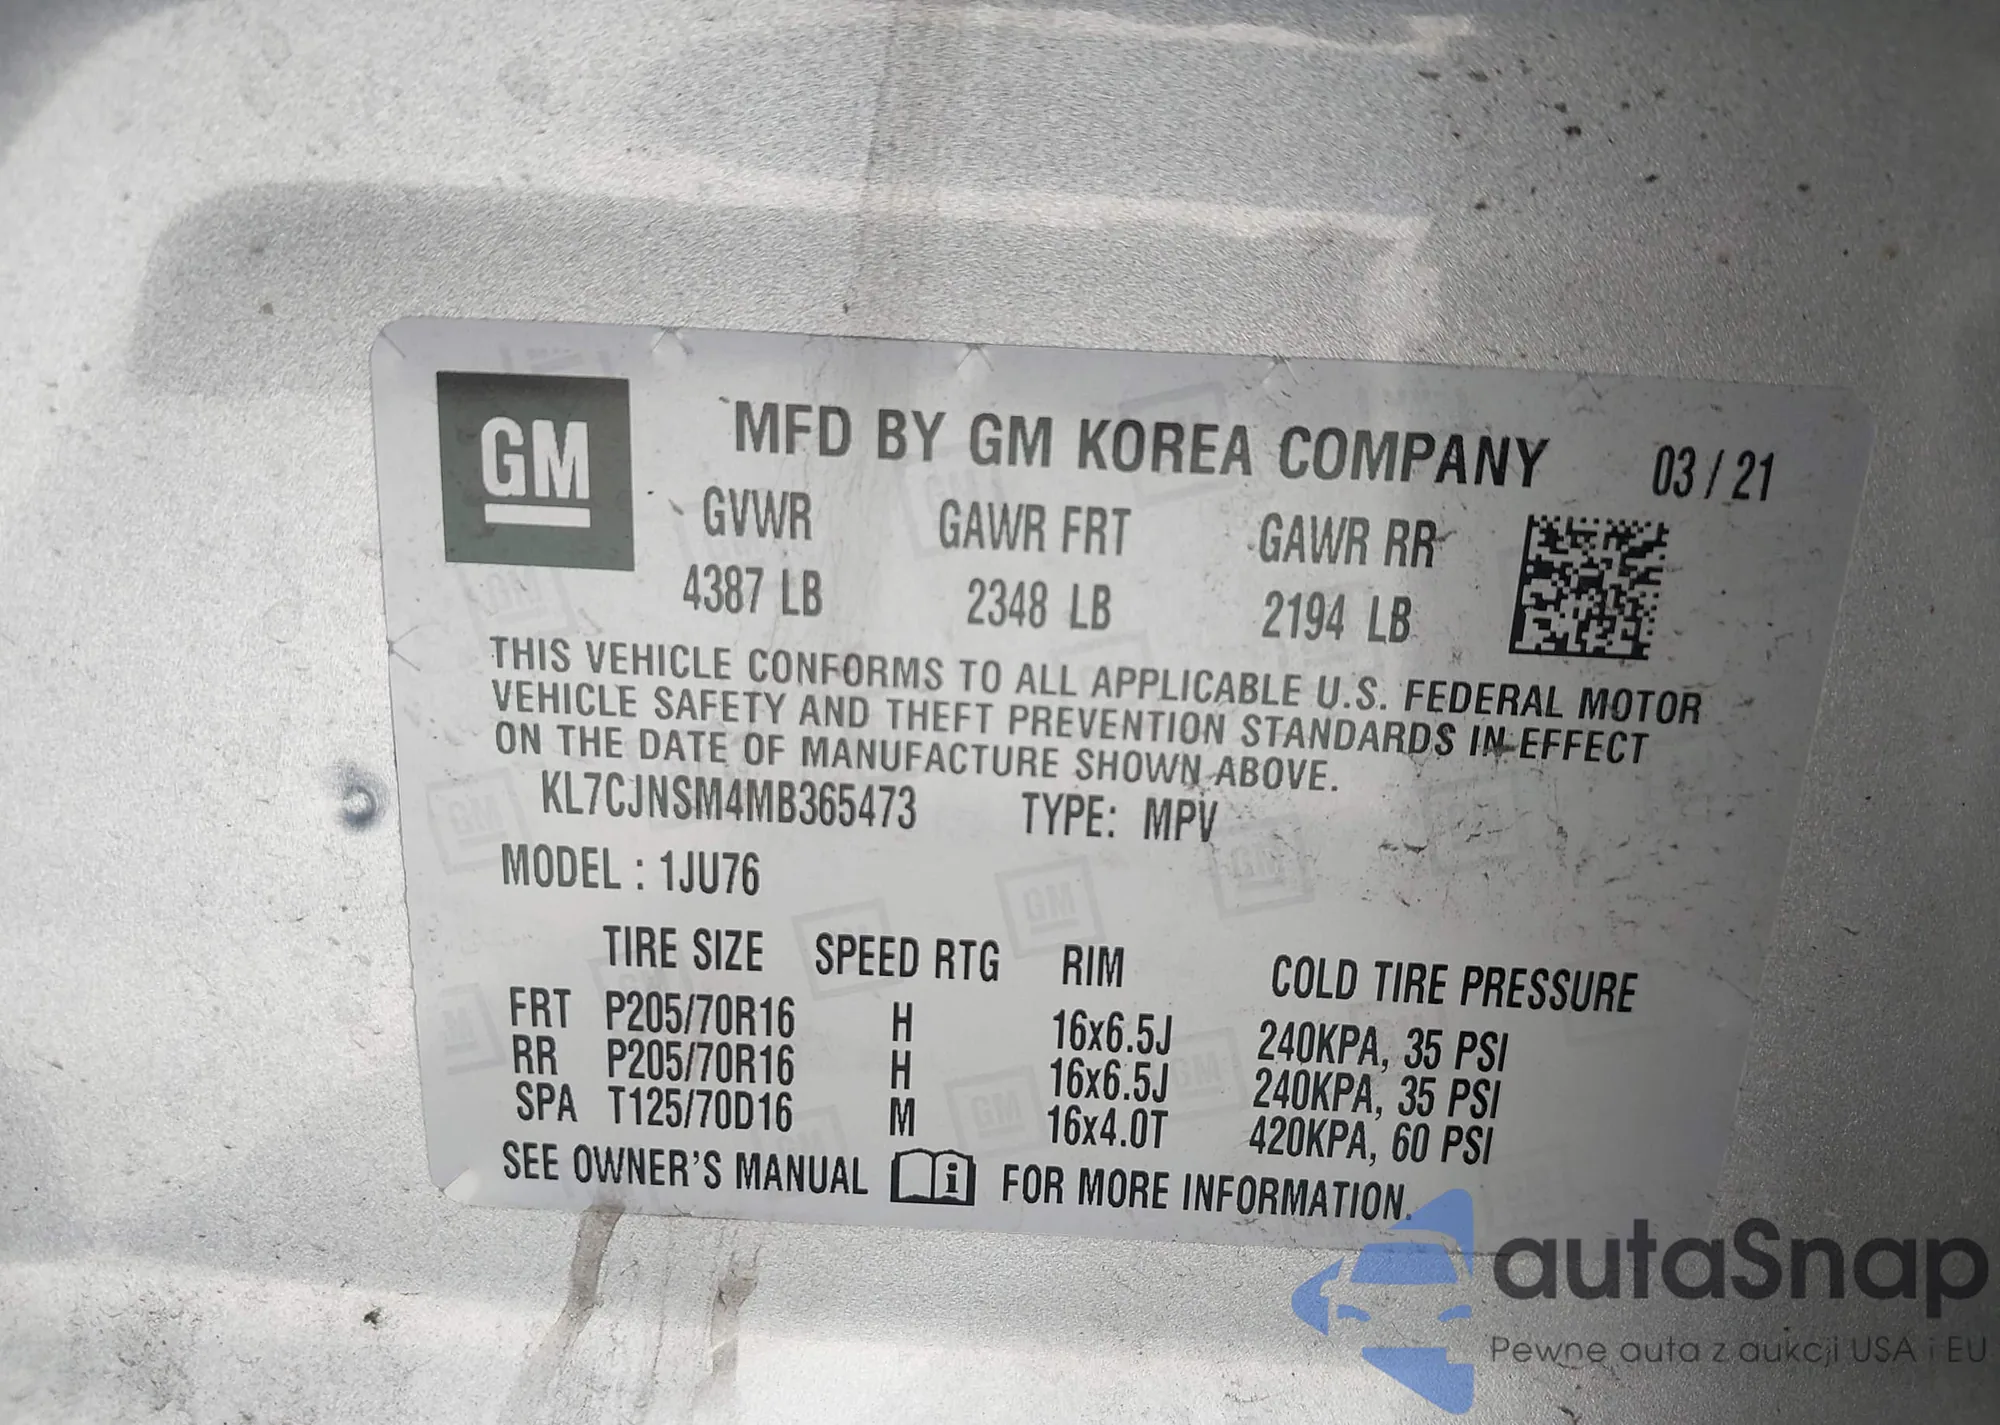 GM
MFD BY GM KOREA COMPANY 03 / 21
GVWR GAWR FRT GAWR RR
4387 LB 2348 LB 2194 LB
THIS VEHICLE CONFORMS TO ALL APPLICABLE U.S. FEDERAL MOTOR
VEHICLE SAFETY AND THEFT PREVENTION STANDARDS IN EFFECT
ON THE DATE OF MANUFACTURE SHOWN ABOVE.
KL7CJNSM4MB365473 TYPE: MPV
MODEL : 1JU76
TIRE SIZE SPEED RTG RIM COLD TIRE PRESSURE
FRT P205/70R16 H 16x6.5J 240KPA, 35 PSI
RR P205/70R16 H 16x6.5J 240KPA, 35 PSI
SPA T125/70D16 M 16x4.0T 420KPA, 60 PSI
SEE OWNER'S MANUAL i FOR MORE INFORMATION.
autaSnap
Pewne auta z aukcji USA i EU